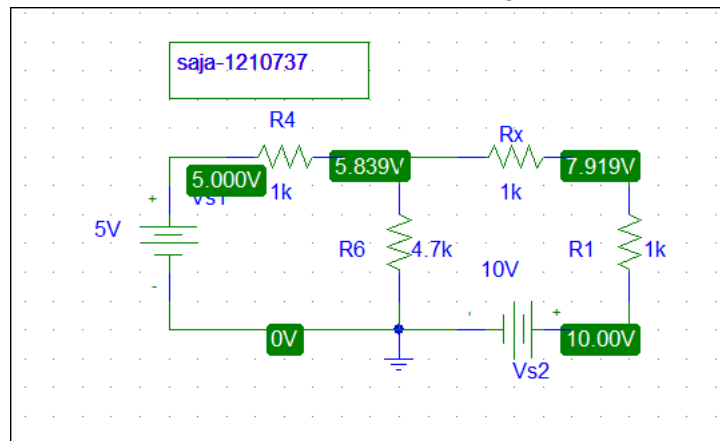 saja-1210737
R4
Rx
5.000V
5.839V
7.919V
Vs1
1k
1k
+
5V
-
R6
4.7k
10V
R1
1k
-
+
0V
10.00V
Vs2